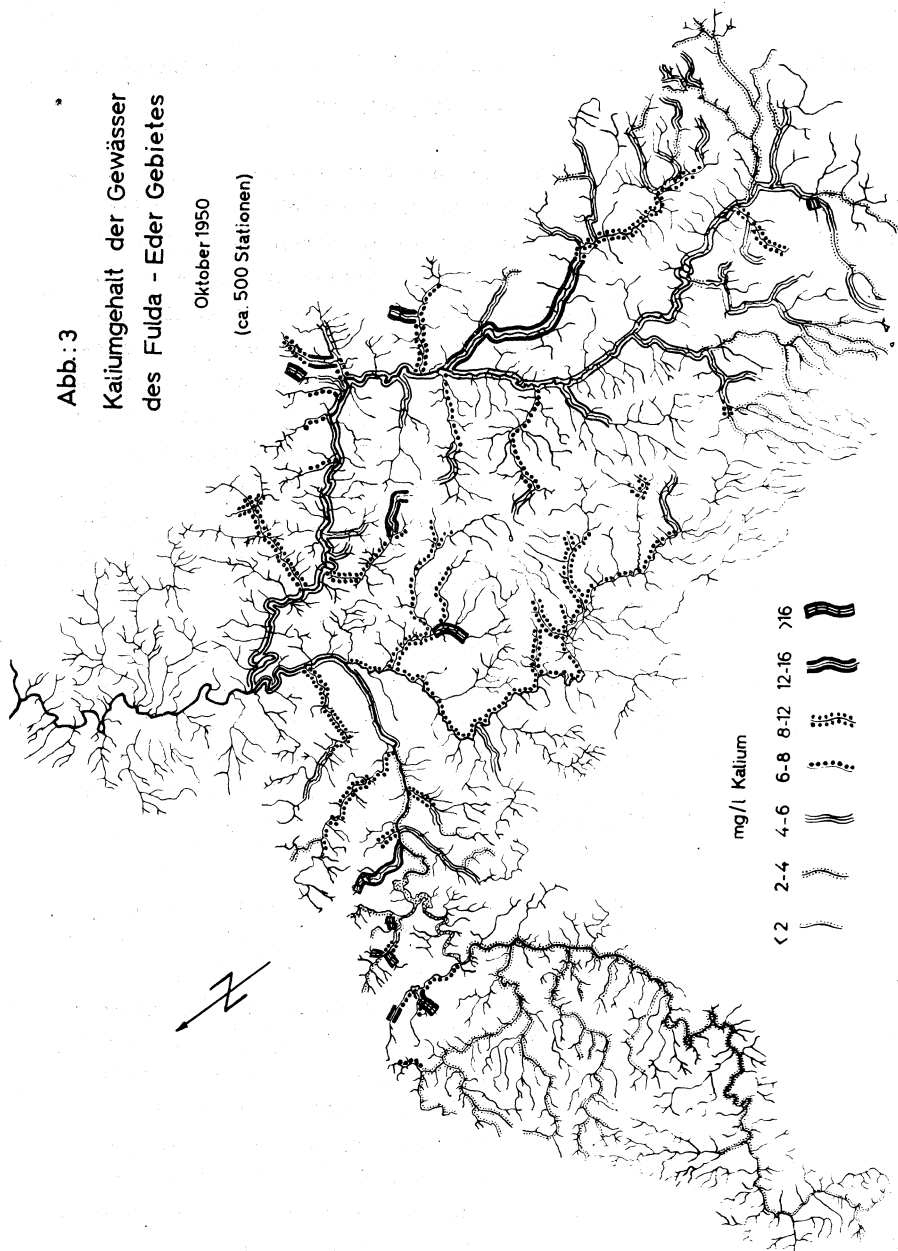 Abb.: 3
Kaliumgehalt der Gewässer
des Fulda - Eder Gebietes
Oktober 1950
(ca. 500 Stationen)
N
mg/l Kalium
<2 2-4 4-6 6-8 8-12 12-16 >16